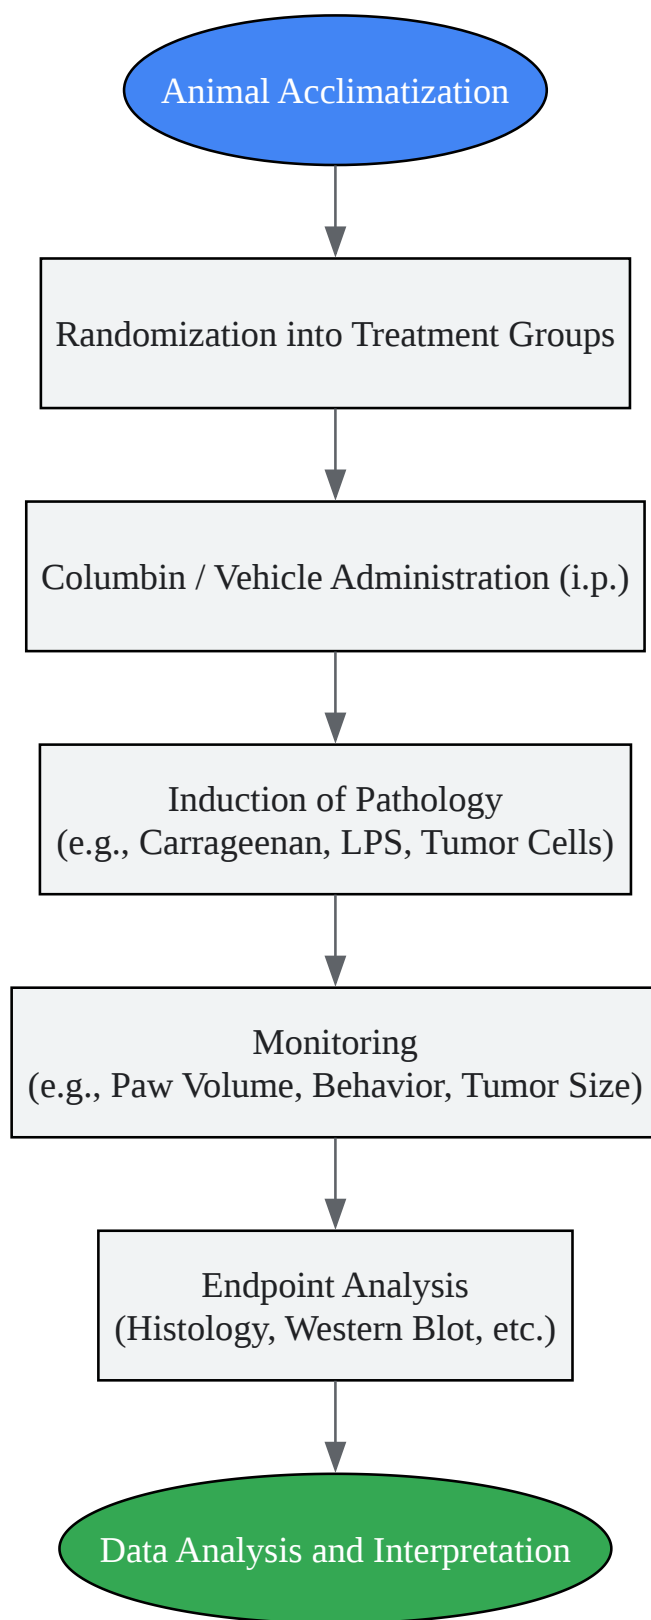 Animal Acclimatization
Randomization into Treatment Groups
Columbin / Vehicle Administration (i.p.)
Induction of Pathology
(e.g., Carrageenan, LPS, Tumor Cells)
Monitoring
(e.g., Paw Volume, Behavior, Tumor Size)
Endpoint Analysis
(Histology, Western Blot, etc.)
Data Analysis and Interpretation